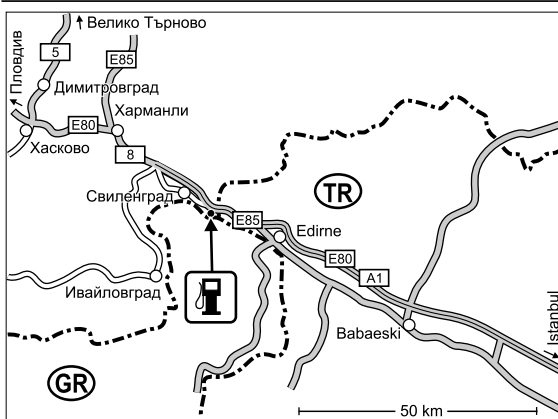 Велико Търново
5
E85
Пловдив
Димитровград
Харманли
E80
Хасково
8
Свиленград
TR
E85
Edirne
E80
A1
Ивайловград
Babaeski
Istanbul
GR
50 km